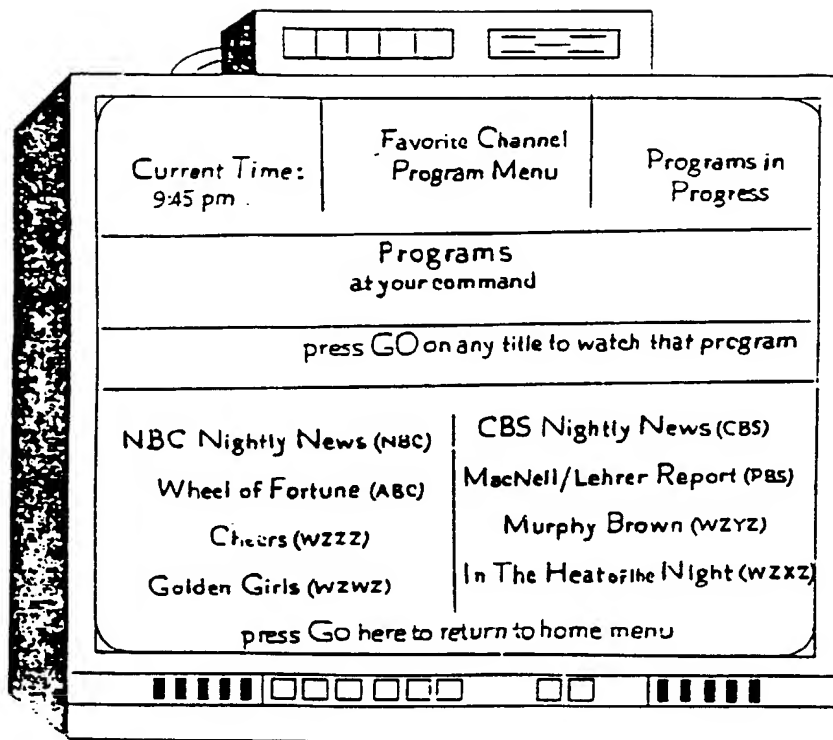 Current Time:
9:45 pm
Favorite Channel
Program Menu
Programs in
Progress
Programs
at your command
press GO on any title to watch that program
NBC Nightly News (NBC)
Wheel of Fortune (ABC)
Cheers (WZZZ)
Golden Girls (WZWZ)
CBS Nightly News (CBS)
MacNeil/Lehrer Report (PBS)
Murphy Brown (WZYZ)
In The Heat of the Night (WZXZ)
press Go here to return to home menu